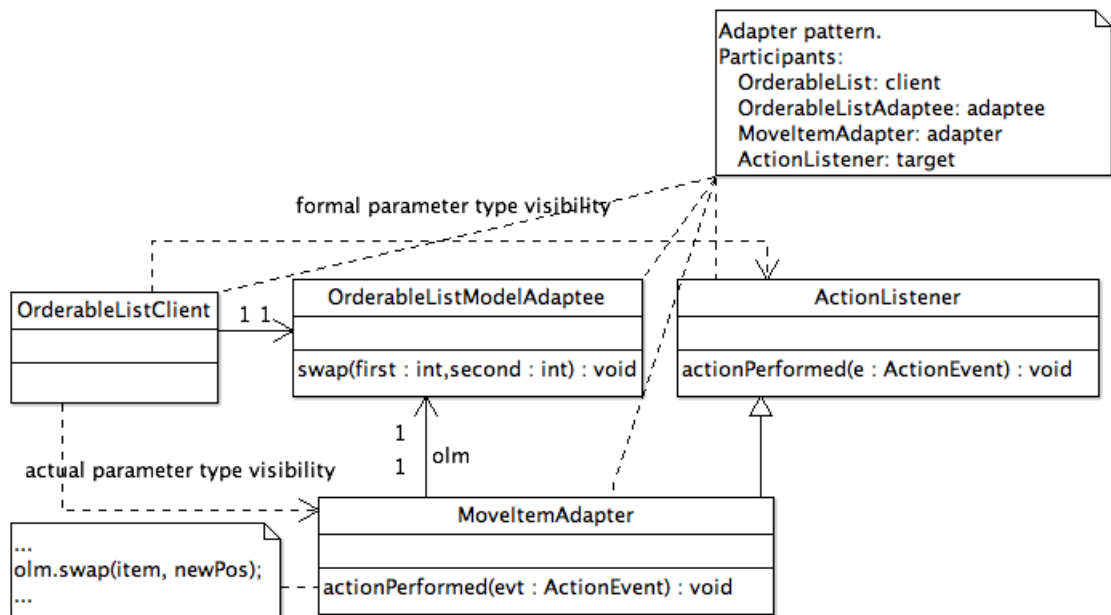 Adapter pattern.
Participants:
OrderableList: client
OrderableListAdaptee: adaptee
MoveItemAdapter: adapter
ActionListener: target
formal parameter type visibility
OrderableListClient
1 1
OrderableListModelAdaptee
swap(first : int,second : int) : void
ActionListener
actionPerformed(e : ActionEvent) : void
1
1
olm
actual parameter type visibility
MoveItemAdapter
actionPerformed(evt : ActionEvent) : void
...
olm.swap(item, newPos);
...